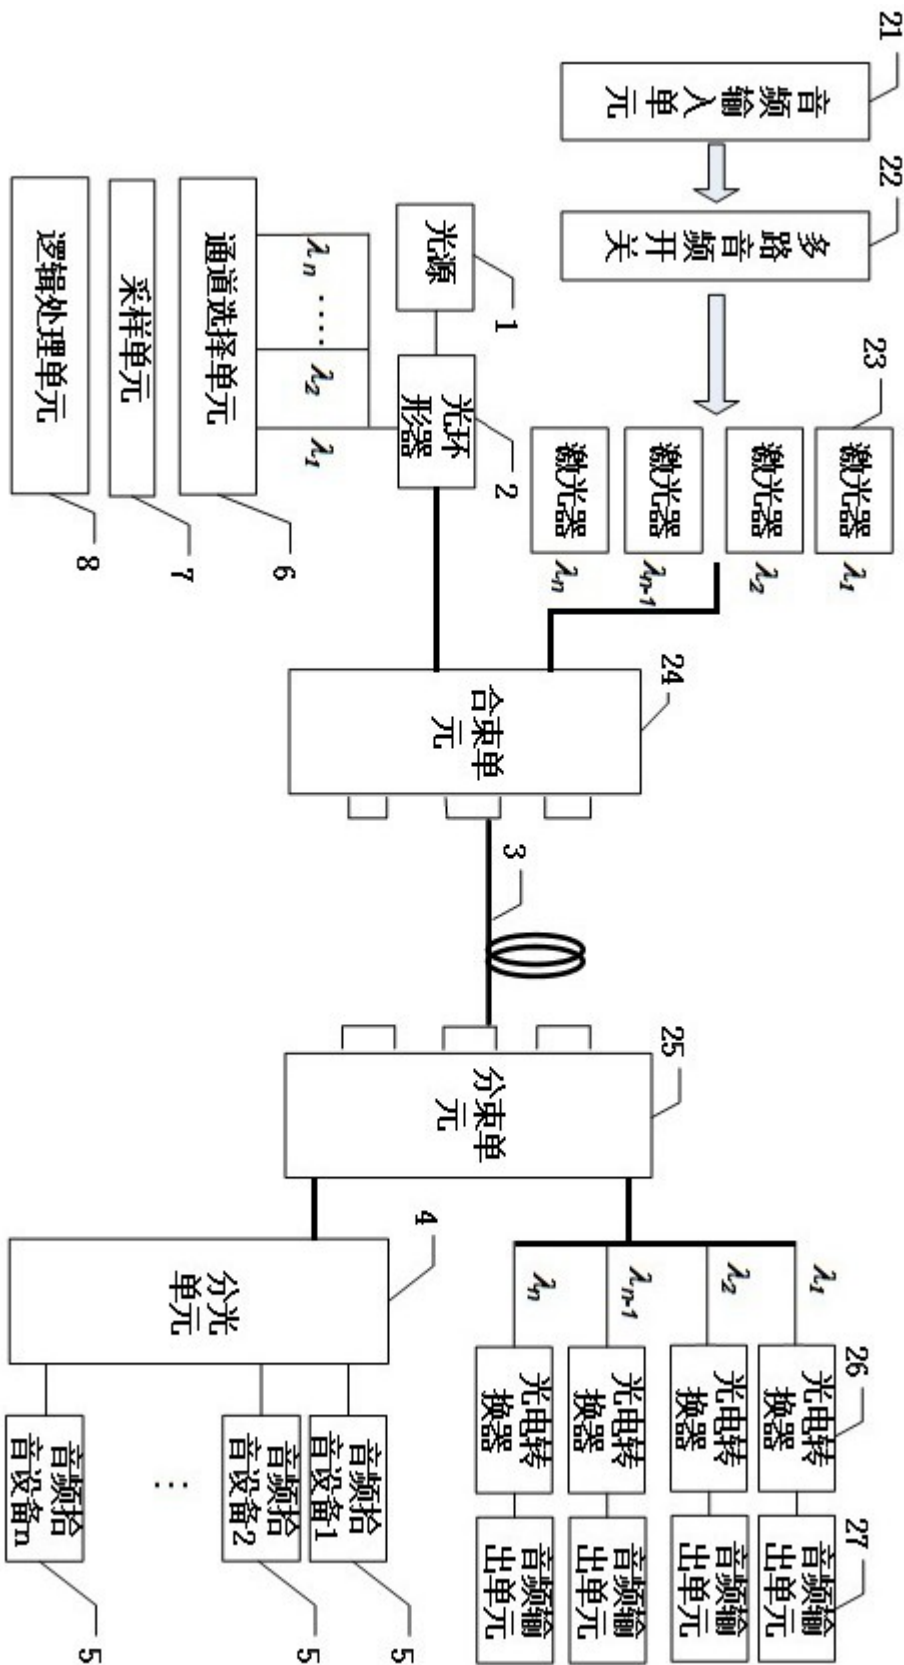 21
音频输入单元
22
多路音频开关
23
激光器
λ1
激光器
λ2
激光器
λn-1
激光器
λn
24
合束单
元
3
25
分束单
元
λ1
λ2
λn-1
λn
26
光电转
换器
光电转
换器
光电转
换器
光电转
换器
27
音频输
出单元
音频输
出单元
音频输
出单元
音频输
出单元
光源
1
光环
形器
2
λn
.....
λ2
λ1
通道选择单元
6
采样单元
7
逻辑处理单元
8
4
分光
单元
音频拾
音设备1
5
音频拾
音设备2
5
...
音频拾
音设备n
5